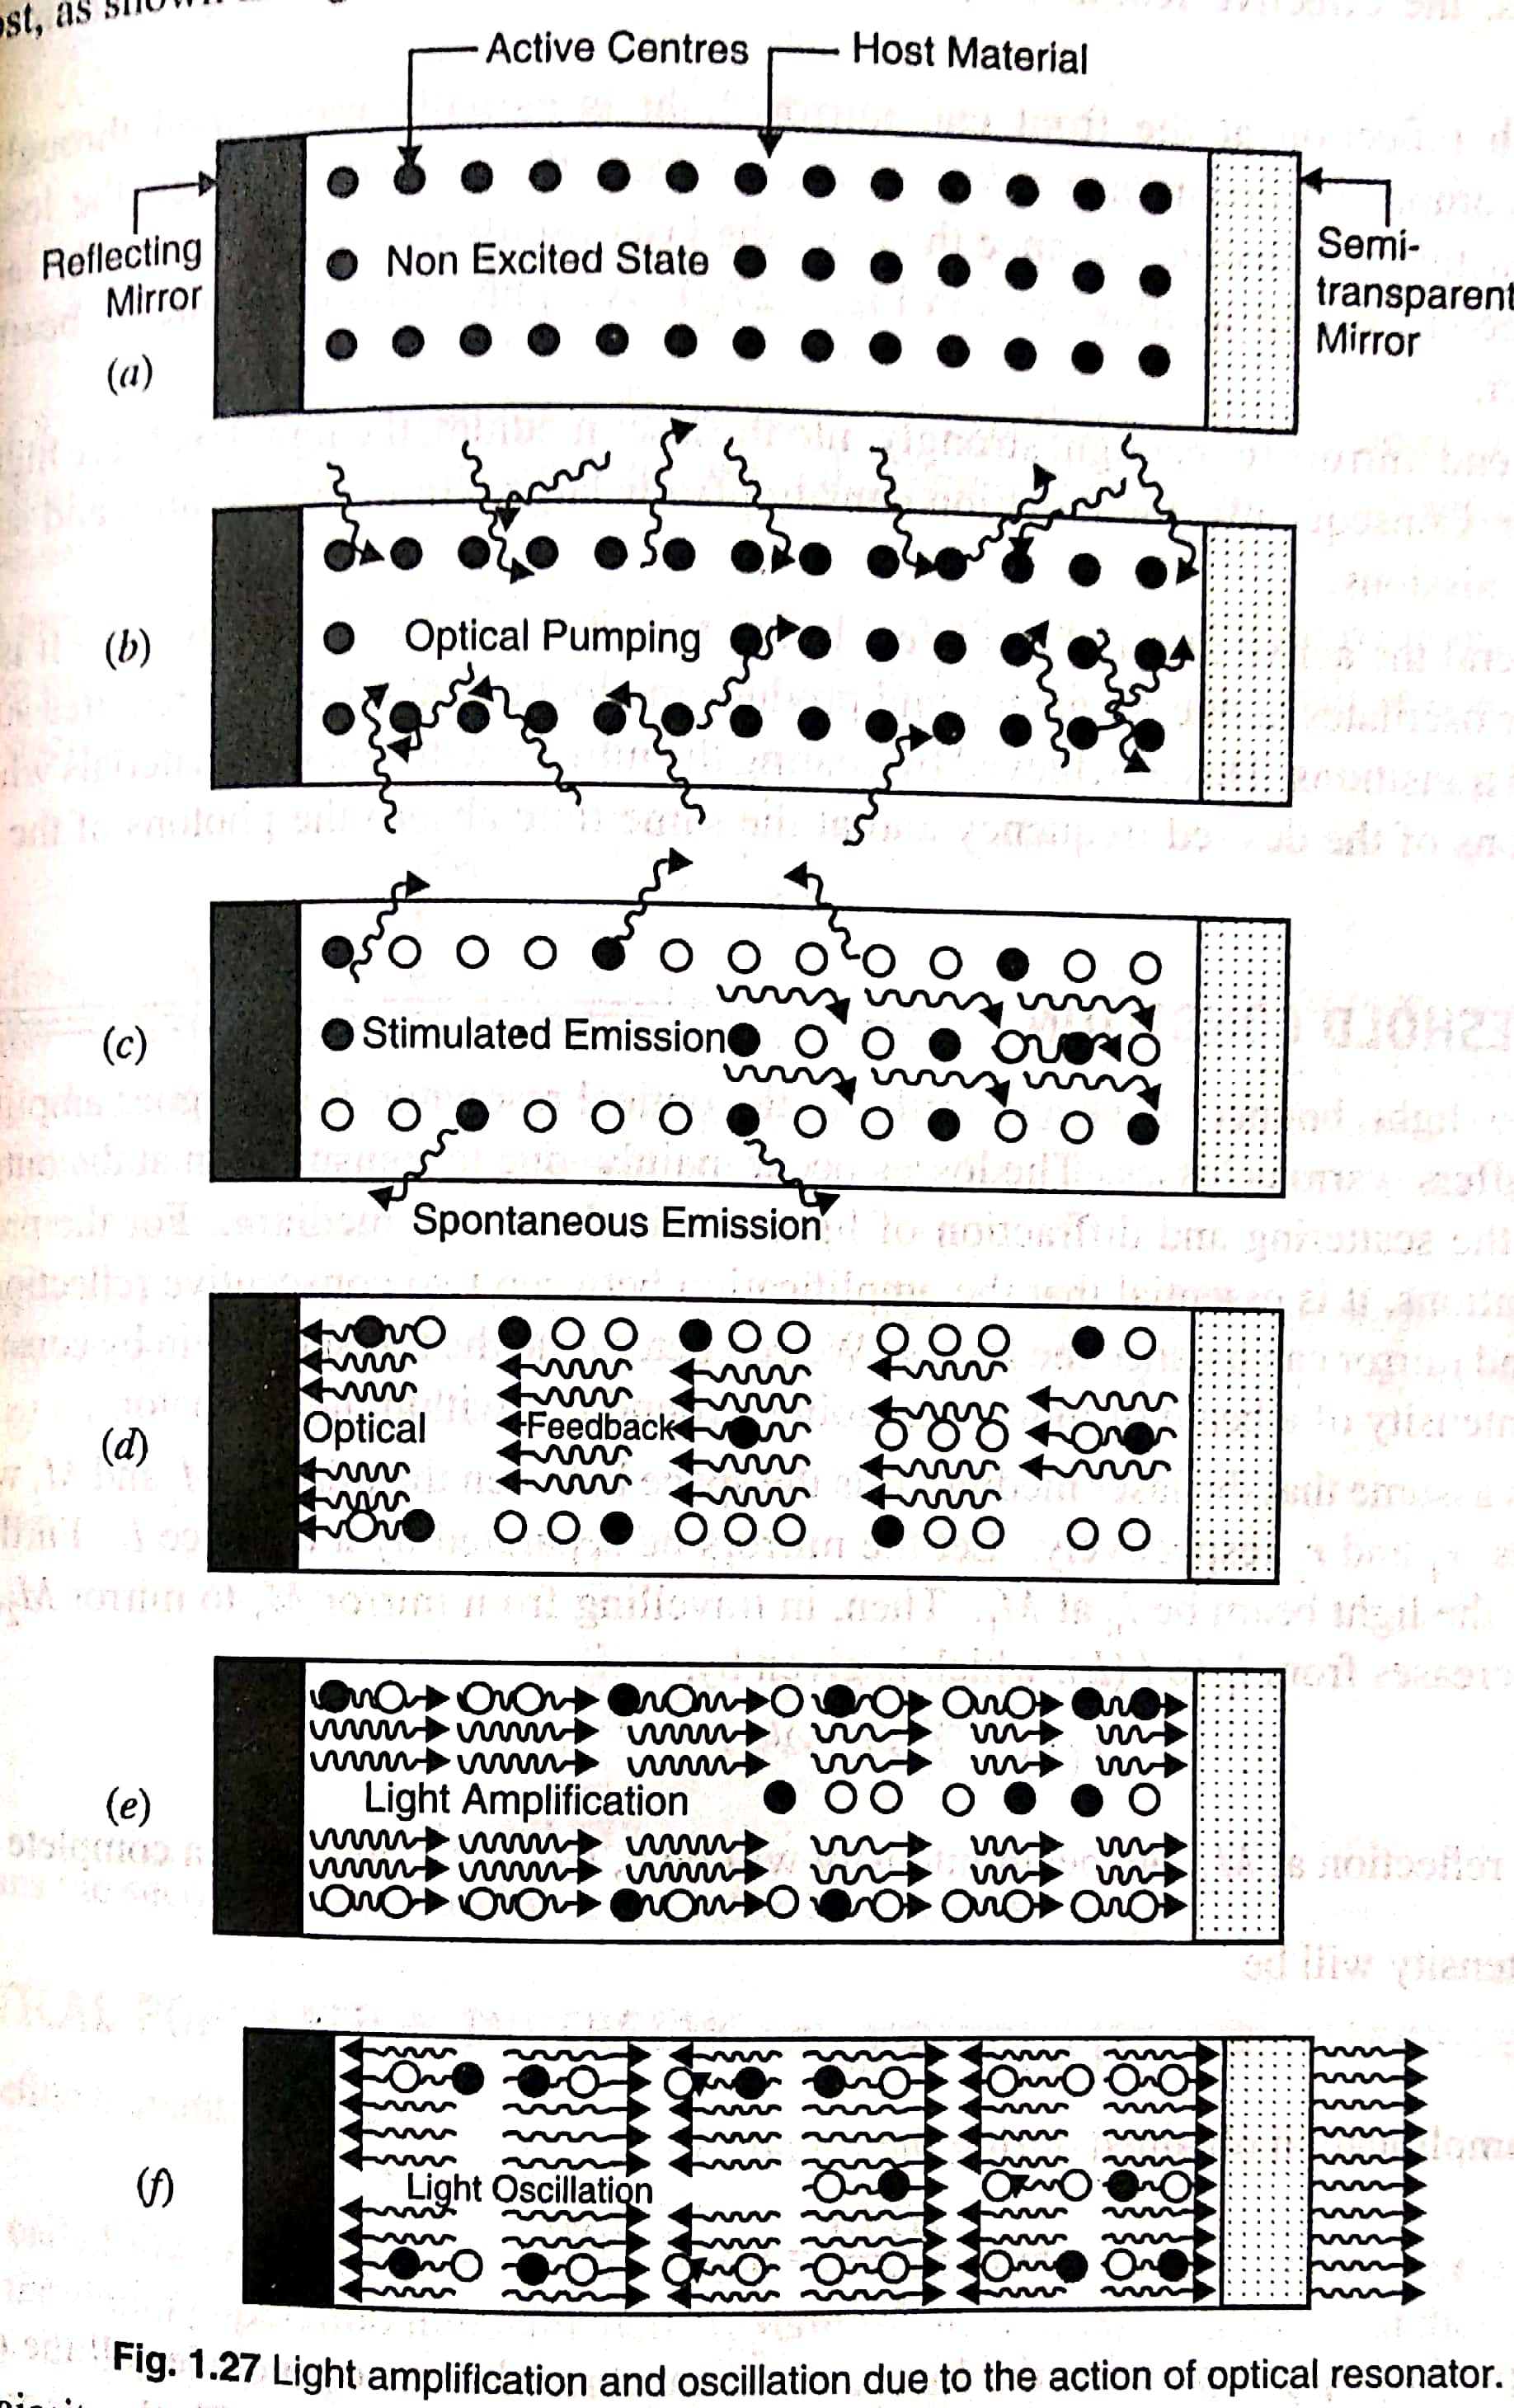 ost, as
Active Centres
Host Material
Reflecting
Mirror
Non Excited State
Semi-
transparent
Mirror
(a)
(b)
Optical Pumping
(c)
Stimulated Emission
Spontaneous Emission
(d)
Optical Feedback
(e)
Light Amplification
(f)
Light Oscillation
Fig. 1.27 Light amplification and oscillation due to the action of optical resonator.